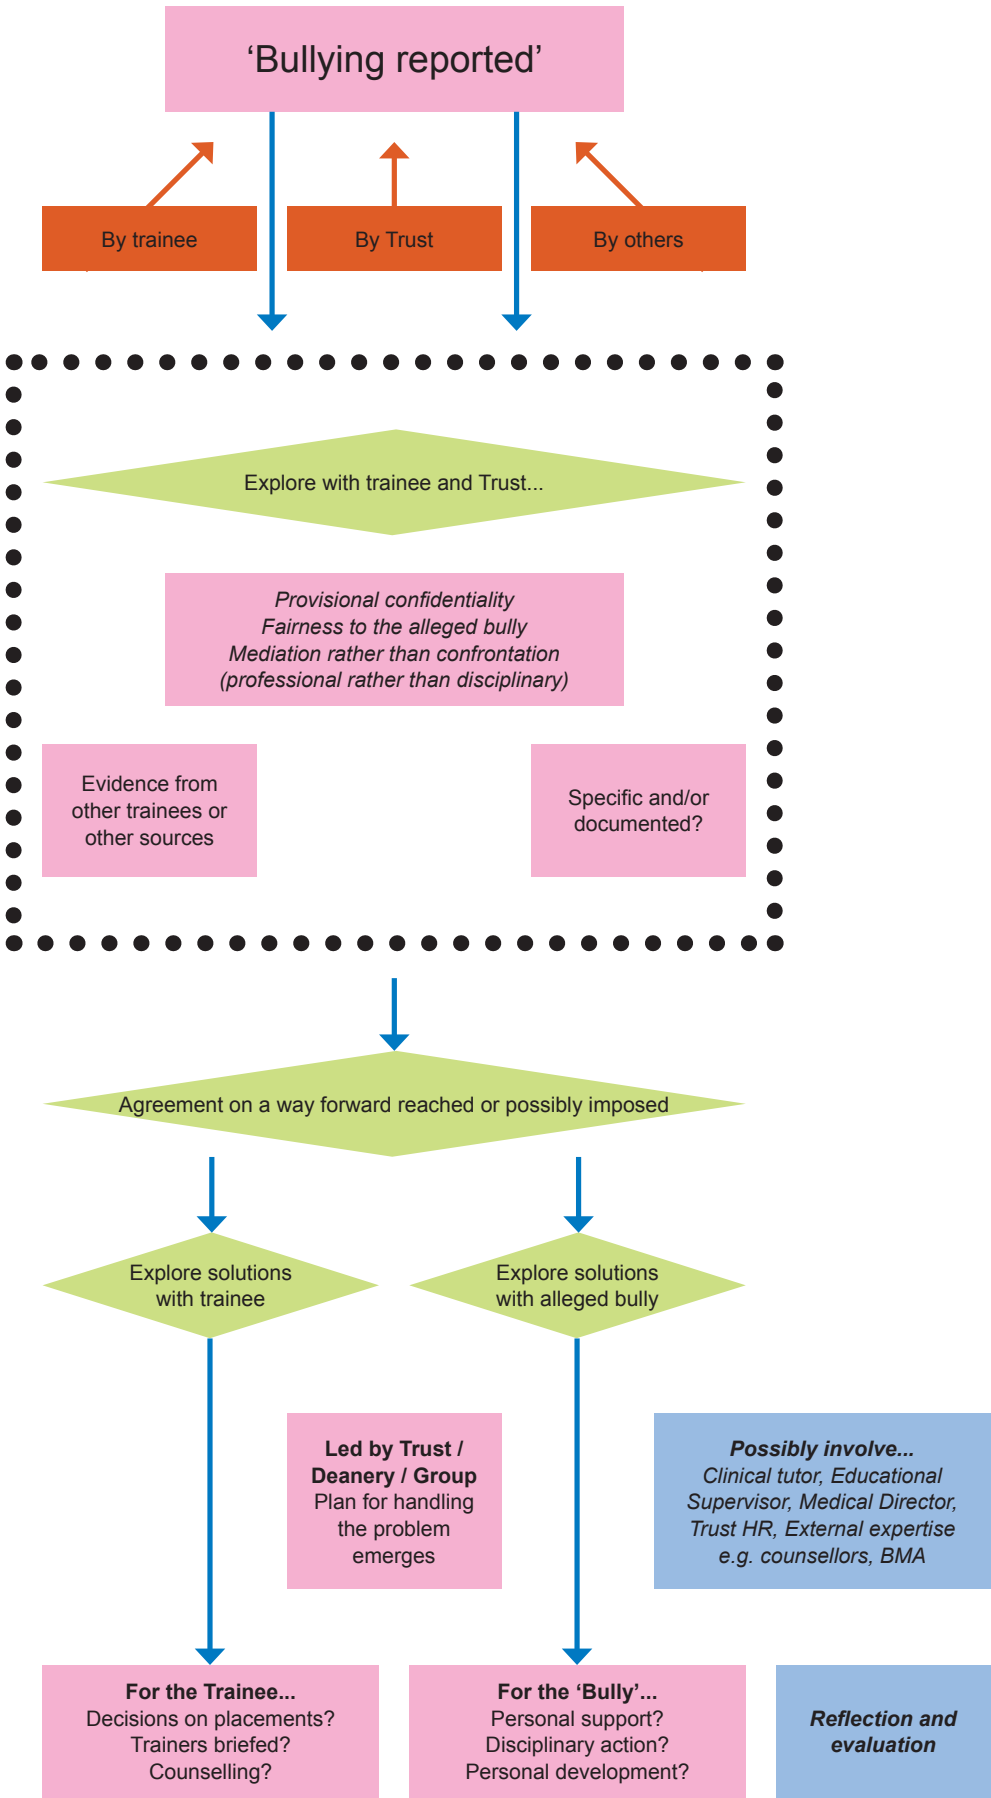 ‘Bullying reported’
By trainee
By Trust
By others
Explore with trainee and Trust...
Provisional confidentiality
Fairness to the alleged bully
Mediation rather than confrontation
(professional rather than disciplinary)
Evidence from
other trainees or
other sources
Specific and/or
documented?
Agreement on a way forward reached or possibly imposed
Explore solutions
with trainee
Explore solutions
with alleged bully
Led by Trust /
Deanery / Group
Plan for handling
the problem
emerges
Possibly involve...
Clinical tutor, Educational
Supervisor, Medical Director,
Trust HR, External expertise
e.g. counsellors, BMA
For the Trainee...
Decisions on placements?
Trainers briefed?
Counselling?
For the ‘Bully’...
Personal support?
Disciplinary action?
Personal development?
Reflection and
evaluation